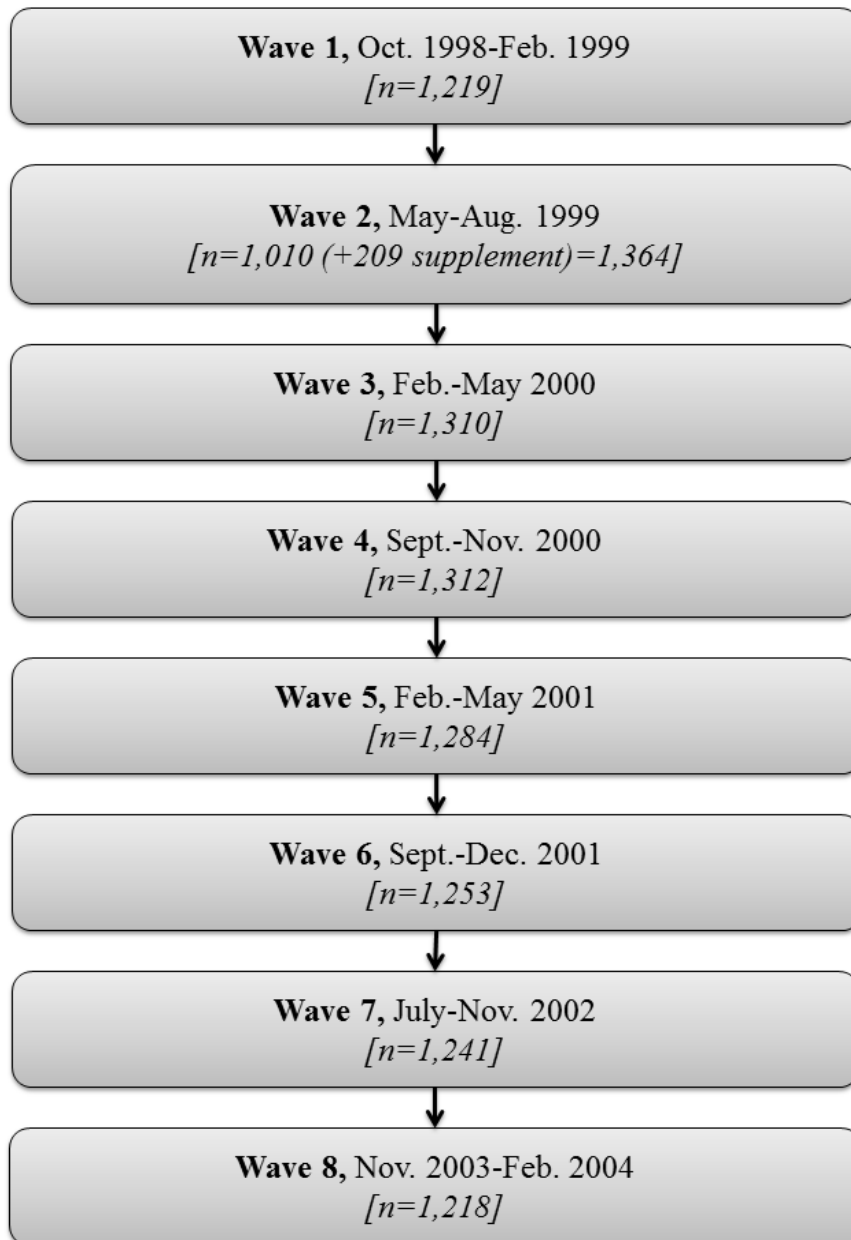 Wave 1, Oct. 1998-Feb. 1999
[n=1,219]
Wave 2, May-Aug. 1999
[n=1,010 (+209 supplement)=1,364]
Wave 3, Feb.-May 2000
[n=1,310]
Wave 4, Sept.-Nov. 2000
[n=1,312]
Wave 5, Feb.-May 2001
[n=1,284]
Wave 6, Sept.-Dec. 2001
[n=1,253]
Wave 7, July-Nov. 2002
[n=1,241]
Wave 8, Nov. 2003-Feb. 2004
[n=1,218]